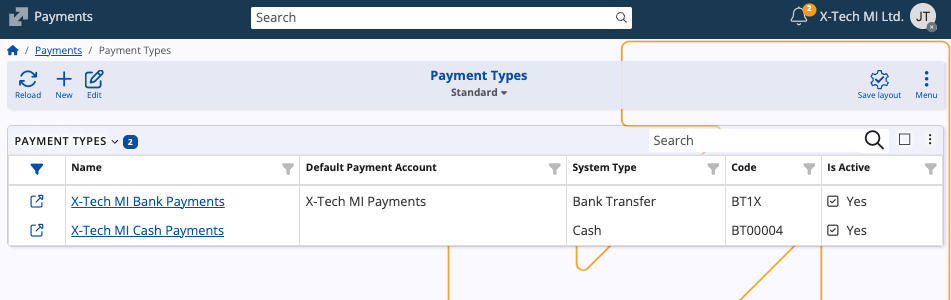 Payments
Search
2
X-Tech MI Ltd.
JT
/ Payments / Payment Types
Reload
New
Edit
Payment Types
Standard
Save layout
Menu
PAYMENT TYPES 2
Search
Name Default Payment Account System Type Code Is Active
X-Tech MI Bank Payments X-Tech MI Payments Bank Transfer BT1X Yes
X-Tech MI Cash Payments Cash BT00004 Yes